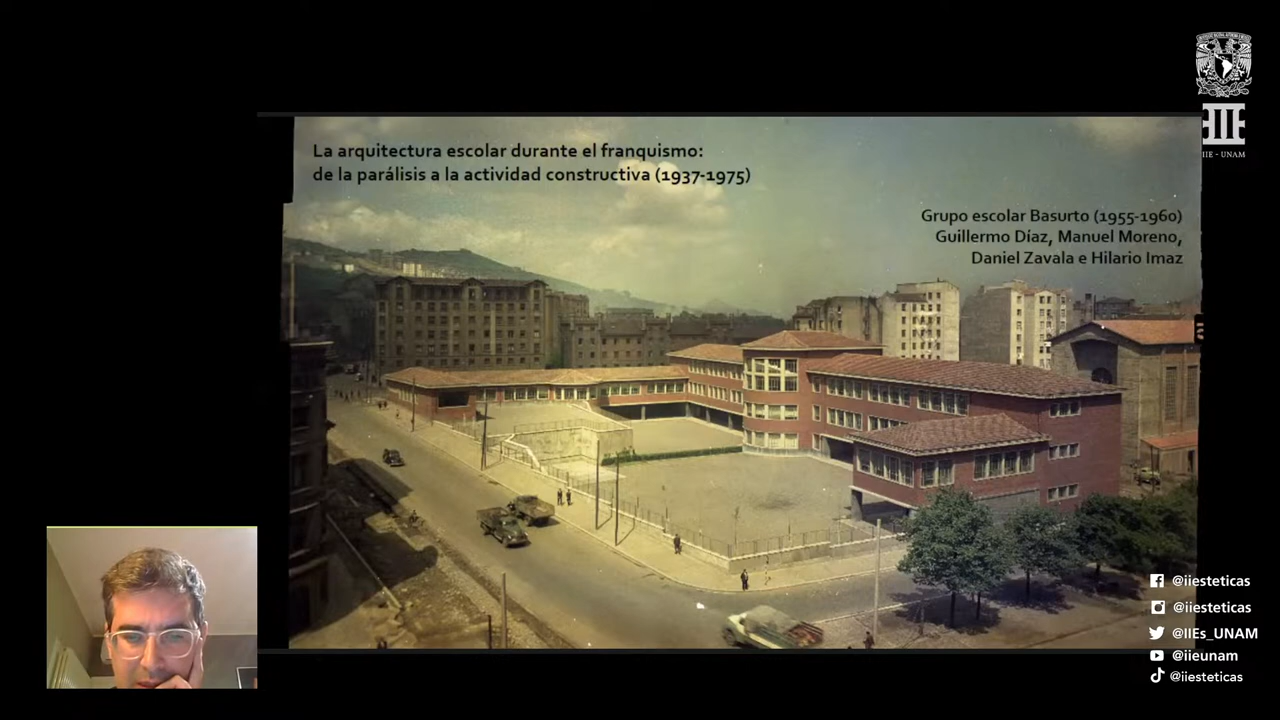 La arquitectura escolar durante el franquismo:
de la parálisis a la actividad constructiva (1937-1975)
Grupo escolar Basurto (1955-1960)
Guillermo Díaz, Manuel Moreno,
Daniel Zavala e Hilario Imaz
IIE - UNAM
@iiesteticas
@iiesteticas
@IIEs_UNAM
@iieunam
@iiesteticas